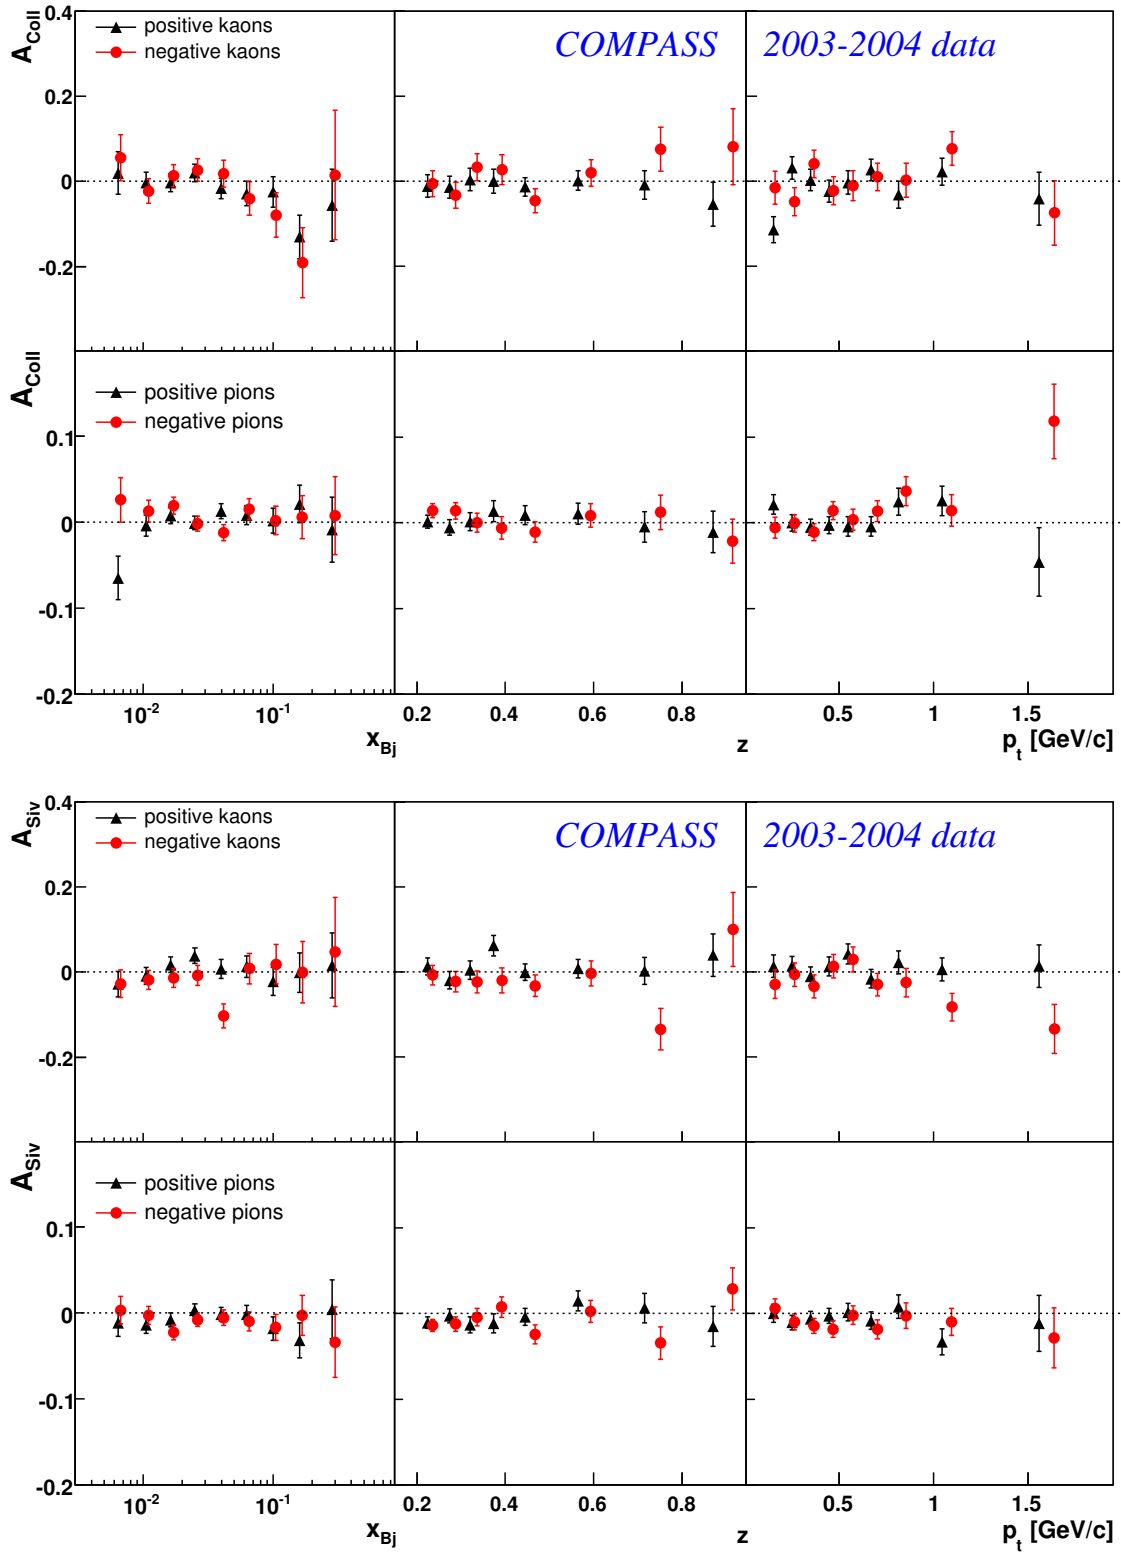 A_Coll
0.4
positive kaons
negative kaons
COMPASS
2003-2004 data
0.2
0
-0.2
A_Coll
positive pions
negative pions
0.1
0
-0.1
-0.2
10^-2
10^-1
0.2
0.4
0.6
0.8
0.5
1
1.5
x_Bj
z
p_t [GeV/c]
A_Siv
0.4
positive kaons
negative kaons
COMPASS
2003-2004 data
0.2
0
-0.2
A_Siv
positive pions
negative pions
0.1
0
-0.1
-0.2
10^-2
10^-1
0.2
0.4
0.6
0.8
0.5
1
1.5
x_Bj
z
p_t [GeV/c]